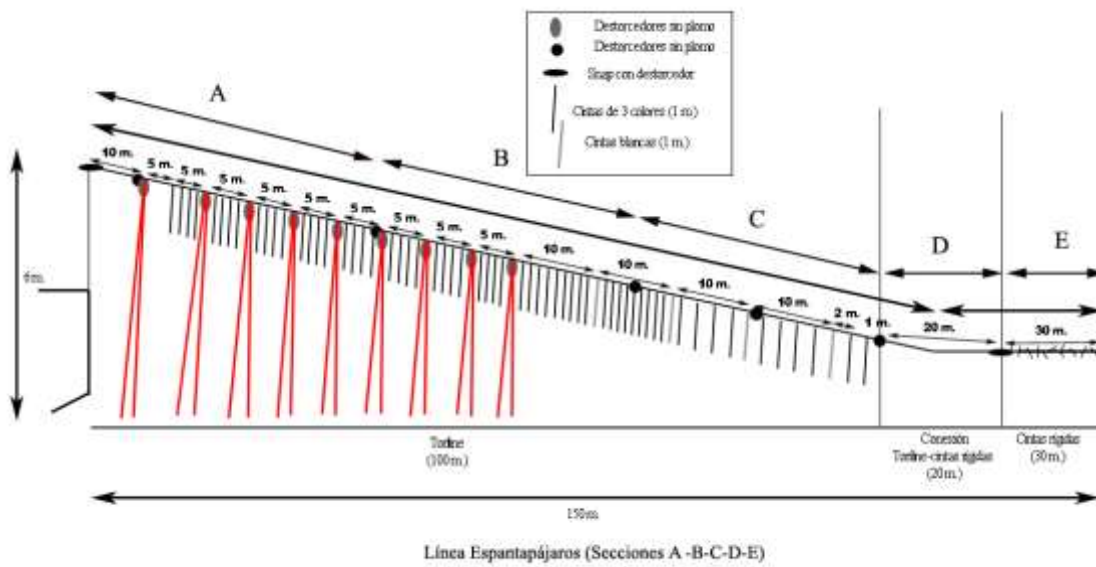 Destorcedores sin plomo
Destorcedores sin plomo
Snap con destorcedor
Cintas de 3 colores (1 m.)
Cintas blancas (1 m.)
A
B
C
D
E
10 m.
5 m.
5 m.
5 m.
5 m.
5 m.
5 m.
5 m.
5 m.
5 m.
10 m.
10 m.
10 m.
10 m.
2 m.
1 m.
20 m.
30 m.
6 m.
Toriline
(100 m.)
Conexión
Toriline-cintas rígidas
(20 m.)
Cintas rígidas
(30 m.)
150 m.
Línea Espantapájaros (Secciones A -B-C-D-E)